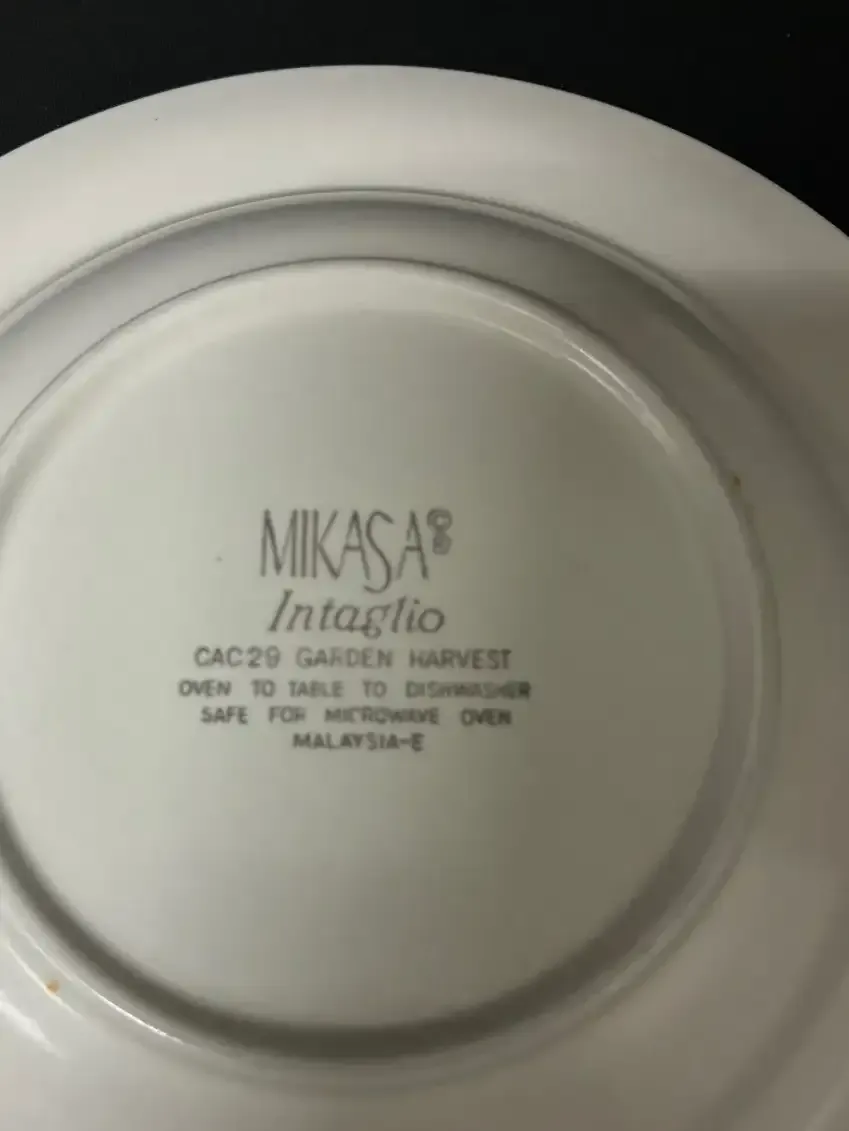 MIKASA
Intaglio
CAC29 GARDEN HARVEST
OVEN TO TABLE TO DISHWASHER
SAFE FOR MICROWAVE OVEN
MALAYSIA-E